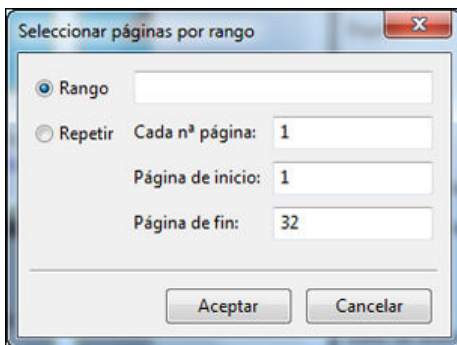 Seleccionar páginas por rango
Rango
Repetir Cada nª página: 1
Página de inicio: 1
Página de fin: 32
Aceptar Cancelar